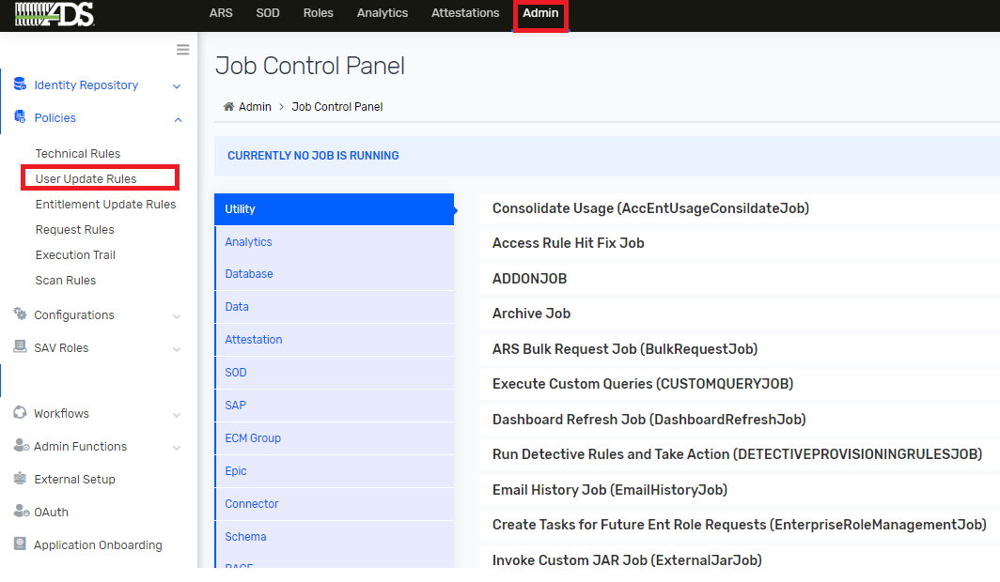 ADS
ARS SOD Roles Analytics Attestations Admin
Identity Repository
Policies
Technical Rules
User Update Rules
Entitlement Update Rules
Request Rules
Execution Trail
Scan Rules
Configurations
SAV Roles
Workflows
Admin Functions
External Setup
OAuth
Application Onboarding
Job Control Panel
Admin > Job Control Panel
CURRENTLY NO JOB IS RUNNING
Utility
Analytics
Database
Data
Attestation
SOD
SAP
ECM Group
Epic
Connector
Schema
Consolidate Usage (AccEntUsageConsildateJob)
Access Rule Hit Fix Job
ADDONJOB
Archive Job
ARS Bulk Request Job (BulkRequestJob)
Execute Custom Queries (CUSTOMQUERYJOB)
Dashboard Refresh Job (DashboardRefreshJob)
Run Detective Rules and Take Action (DETECTIVEPROVISIONINGRULESJOB)
Email History Job (EmailHistoryJob)
Create Tasks for Future Ent Role Requests (EnterpriseRoleManagementJob)
Invoke Custom JAR Job (ExternalJarJob)